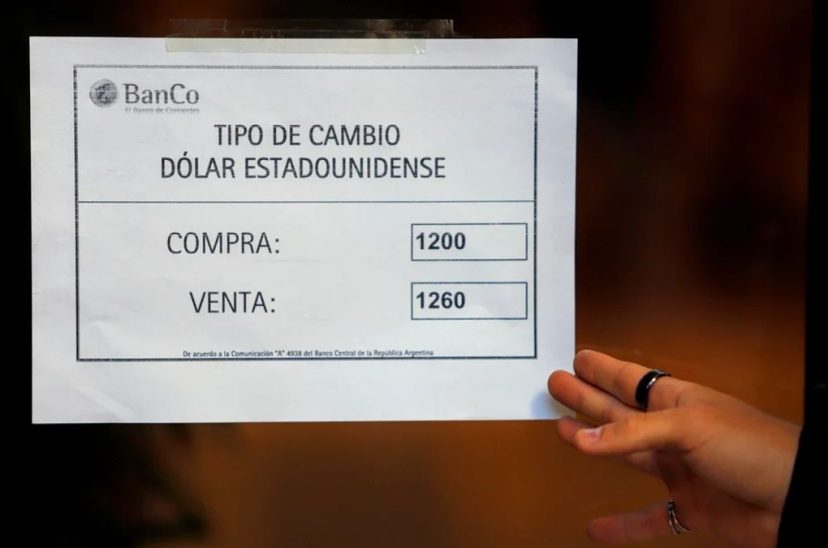 BanCo
El Banco de Corrientes
TIPO DE CAMBIO
DÓLAR ESTADOUNIDENSE
COMPRA: 1200
VENTA: 1260
De acuerdo a la Comunicación "A" 4938 del Banco Central de la República Argentina